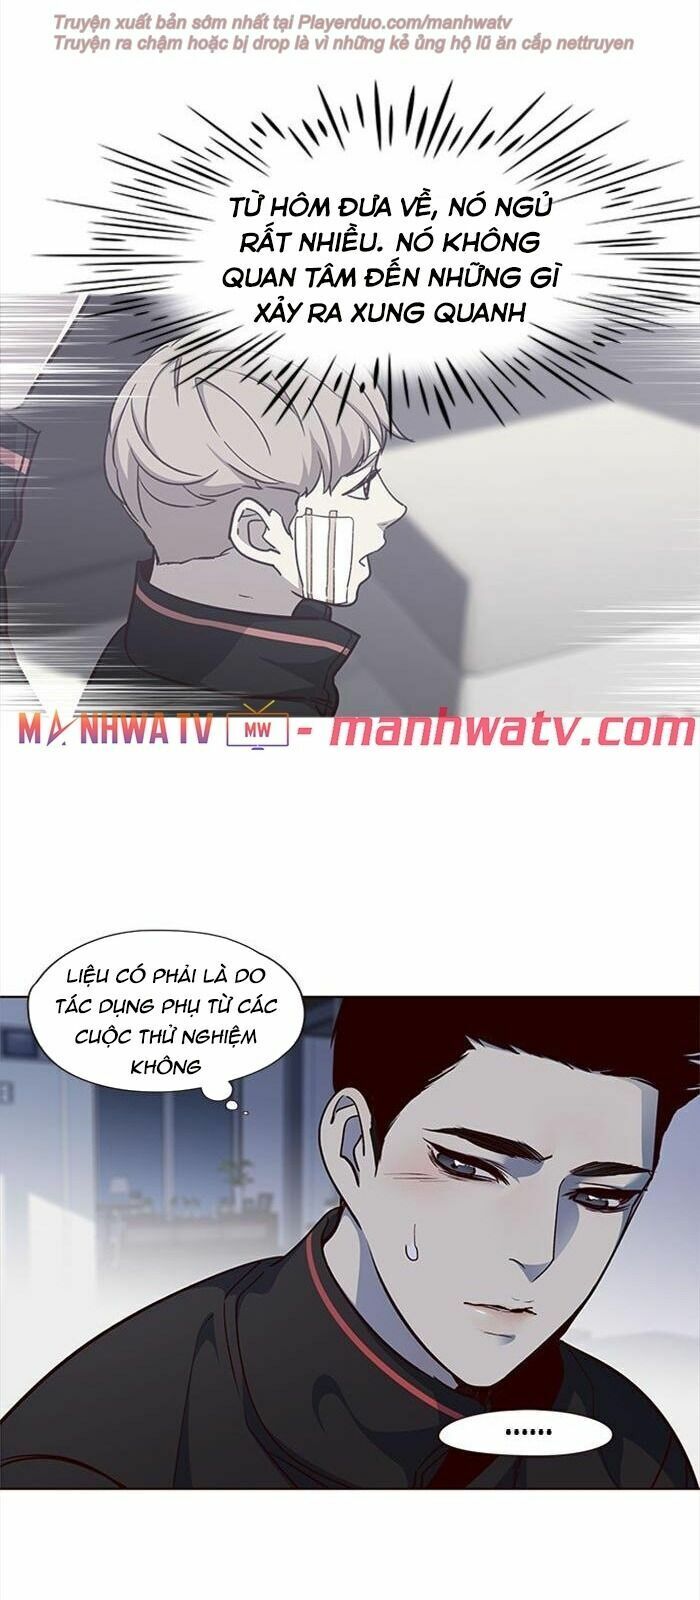 Truyện xuất bản sớm nhất tại Playerduo.com/manhwatv
Truyện ra chậm hoặc bị drop là vì những kẻ ủng hộ lũ ăn cắp nettruyen
TỪ HÔM ĐƯA VỀ, NÓ NGỦ
RẤT NHIỀU. NÓ KHÔNG
QUAN TÂM ĐẾN NHỮNG GÌ
XẢY RA XUNG QUANH
MANHWA TV MW - manhwatv.com
LIỆU CÓ PHẢI LÀ DO
TÁC DỤNG PHỤ TỪ CÁC
CUỘC THỬ NGHIỆM
KHÔNG
......